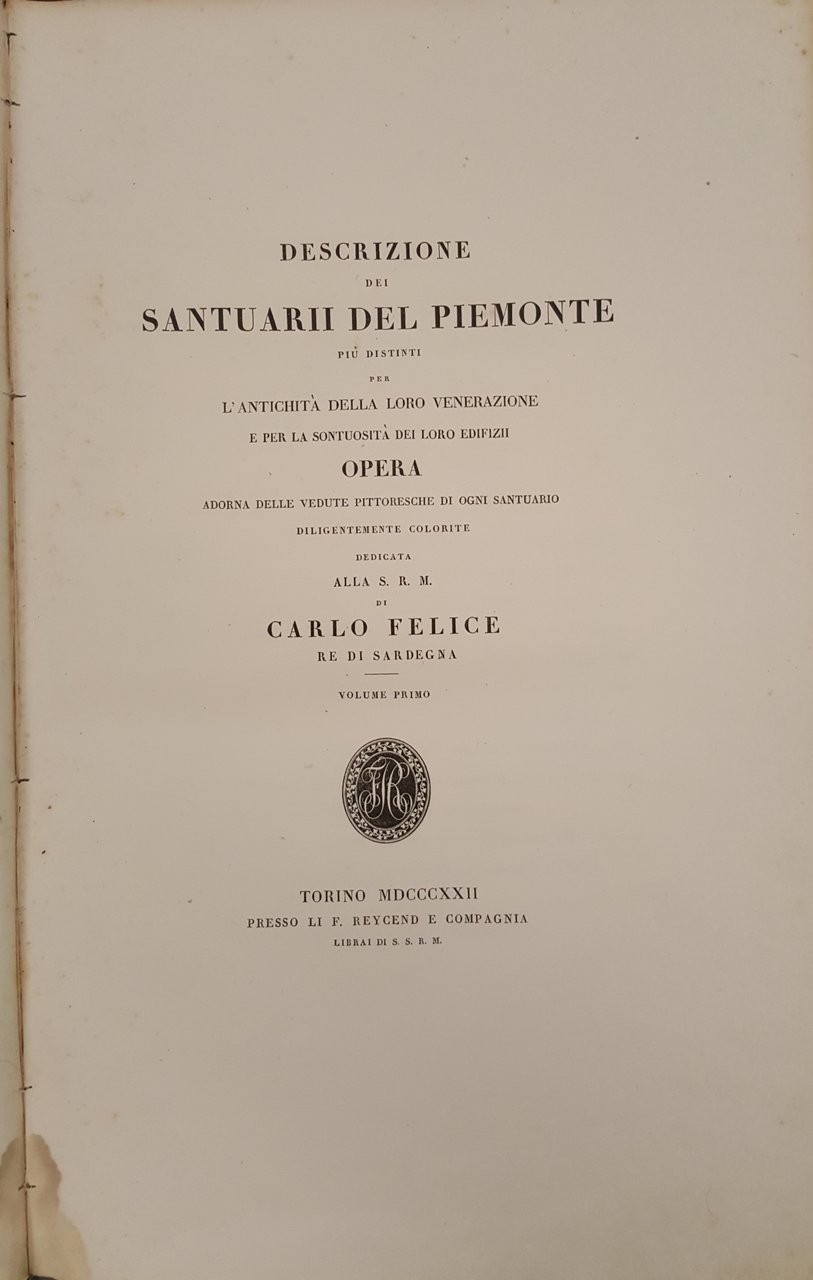 DESCRIZIONE
DEI
SANTUARII DEL PIEMONTE
PIÙ DISTINTI
PER
L'ANTICHITÀ DELLA LORO VENERAZIONE
E PER LA SONTUOSITÀ DEI LORO EDIFIZII
OPERA
ADORNA DELLE VEDUTE PITTORESCHE DI OGNI SANTUARIO
DILIGENTEMENTE COLORITE
DEDICATA
ALLA S. R. M.
DI
CARLO FELICE
RE DI SARDEGNA
VOLUME PRIMO
FR
TORINO MDCCCXXII
PRESSO LI F. REYCEND E COMPAGNIA
LIBRAI DI S. S. R. M.